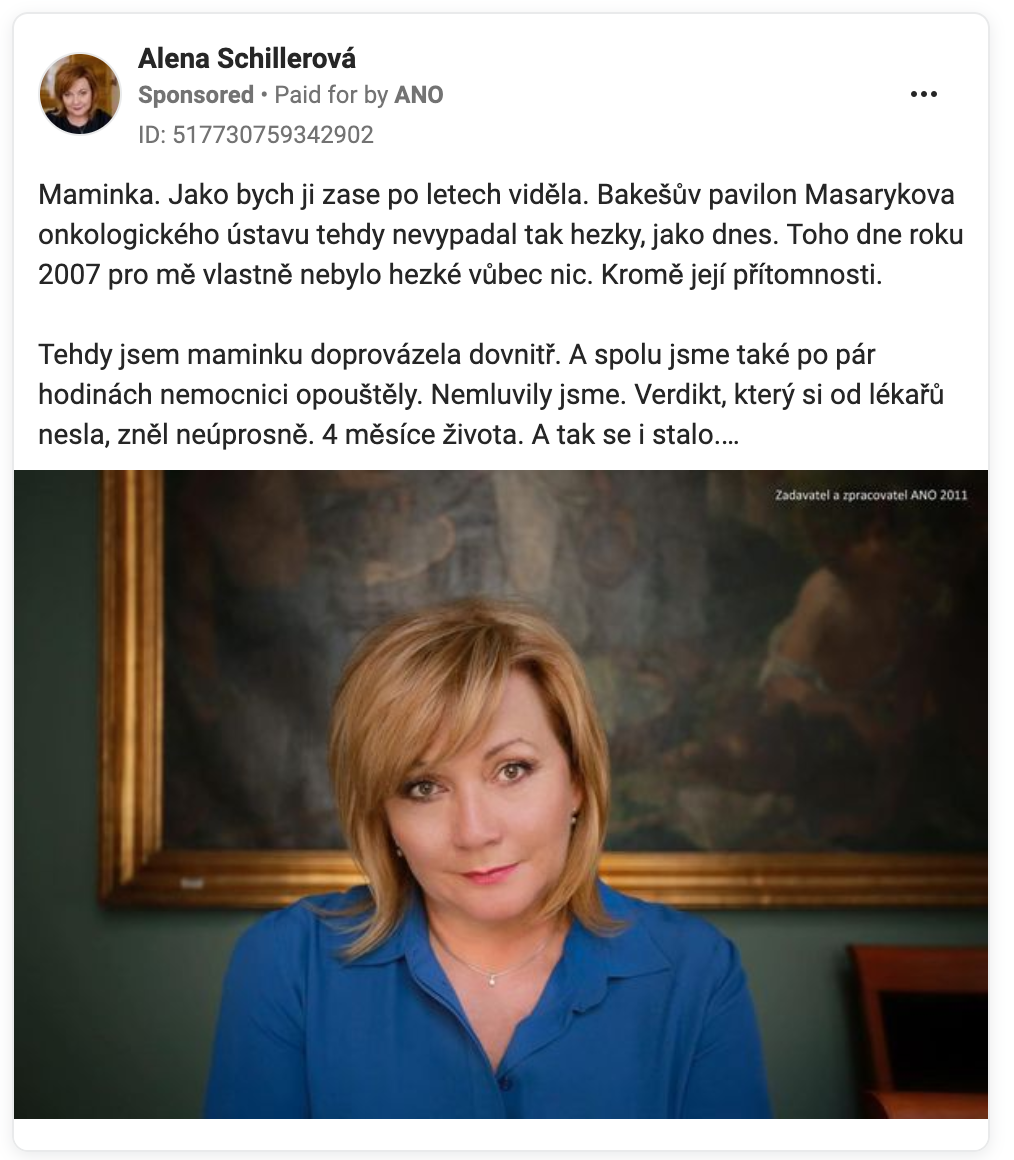 Alena Schillerová
Sponsored • Paid for by ANO
ID: 517730759342902
Maminka. Jako bych ji zase po letech viděla. Bakešův pavilon Masarykova
onkologického ústavu tehdy nevypadal tak hezky, jako dnes. Toho dne roku
2007 pro mě vlastně nebylo hezké vůbec nic. Kromě její přítomnosti.
Tehdy jsem maminku doprovázela dovnitř. A spolu jsme také po pár
hodinách nemocnici opouštěly. Nemluvily jsme. Verdikt, který si od lékařů
nesla, zněl neúprosně. 4 měsíce života. A tak se i stalo.…
Zadavatel a zpracovatel ANO 2011